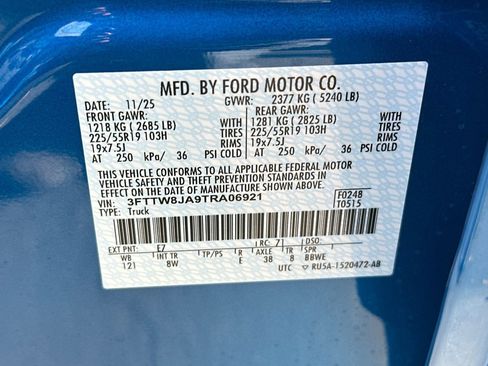 MFD. BY FORD MOTOR CO.
DATE: 11/25 GVWR: 2377 KG ( 5240 LB)
FRONT GAWR: REAR GAWR:
1218 KG ( 2685 LB) WITH 1281 KG ( 2825 LB) WITH
225/55R19 103H TIRES 225/55R19 103H TIRES
19x7.5J RIMS 19x7.5J RIMS
AT 250 kPa/ 36 PSI COLD AT 250 kPa/ 36 PSI COLD
THIS VEHICLE CONFORMS TO ALL APPLICABLE FEDERAL MOTOR
VEHICLE SAFETY AND THEFT PREVENTION STANDARDS
IN EFFECT ON THE DATE OF MANUFACTURE SHOWN ABOVE.
VIN: 3FTTW8JA9TRA06921 F0248
TYPE: Truck T0515
EXT PNT: E7 RC: 7 DSO:
WB INT TR TP/PS R AXLE TR SPR
121 8W E 38 8 BBWE
UTC ▽ RU5A-1520472-AB